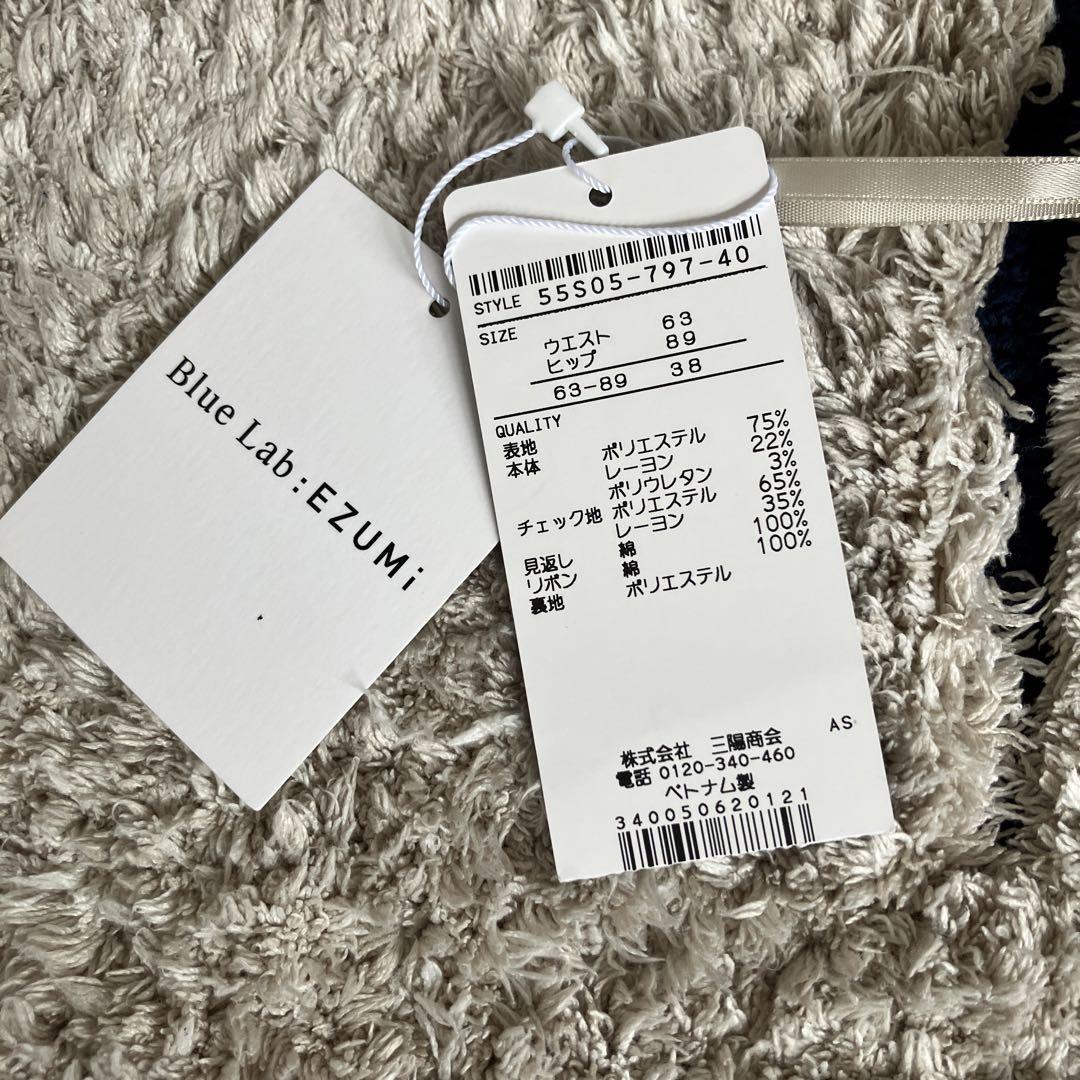 Blue Lab : EZUMi
STYLE 55S05-797-40
SIZE
ウエスト 63
ヒップ 89
63-89 38
QUALITY
表地 ポリエステル 75%
本体 レーヨン 22%
ポリウレタン 3%
チェック地 ポリエステル 65%
レーヨン 35%
見返し 綿 100%
リボン 綿 100%
裏地 ポリエステル
AS
株式会社 三陽商会
電話 0120-340-460
ベトナム製
340050620121